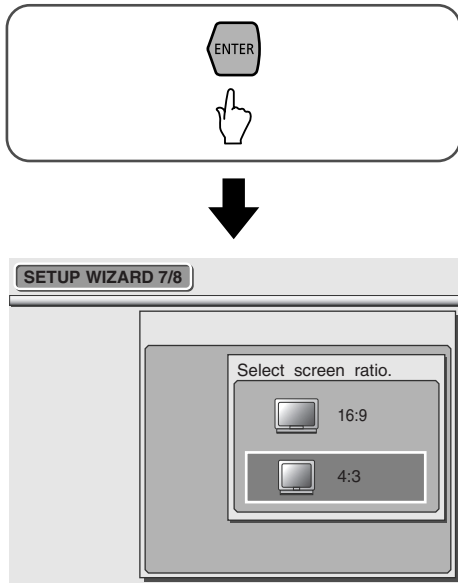 ENTER
SETUP WIZARD 7/8
Select screen ratio.
16:9
4:3